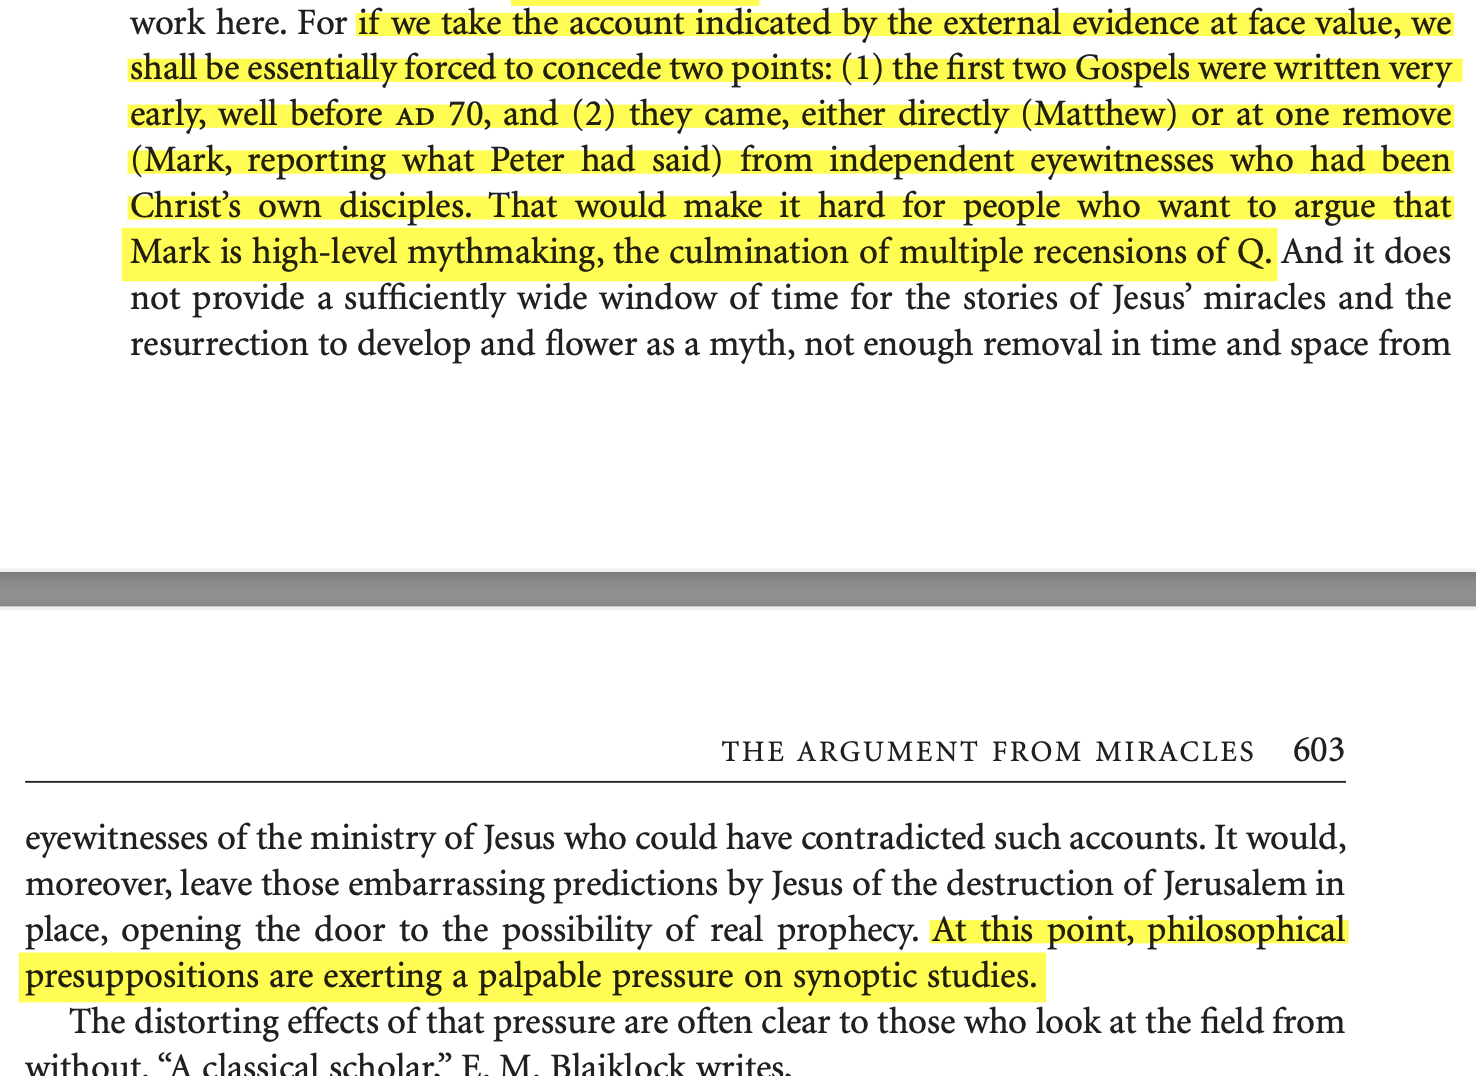 work here. For if we take the account indicated by the external evidence at face value, we
shall be essentially forced to concede two points: (1) the first two Gospels were written very
early, well before AD 70, and (2) they came, either directly (Matthew) or at one remove
(Mark, reporting what Peter had said) from independent eyewitnesses who had been
Christ’s own disciples. That would make it hard for people who want to argue that
Mark is high-level mythmaking, the culmination of multiple recensions of Q. And it does
not provide a sufficiently wide window of time for the stories of Jesus’ miracles and the
resurrection to develop and flower as a myth, not enough removal in time and space from
THE ARGUMENT FROM MIRACLES 603
eyewitnesses of the ministry of Jesus who could have contradicted such accounts. It would,
moreover, leave those embarrassing predictions by Jesus of the destruction of Jerusalem in
place, opening the door to the possibility of real prophecy. At this point, philosophical
presuppositions are exerting a palpable pressure on synoptic studies.
The distorting effects of that pressure are often clear to those who look at the field from
without. “A classical scholar,” E. M. Blaiklock writes,